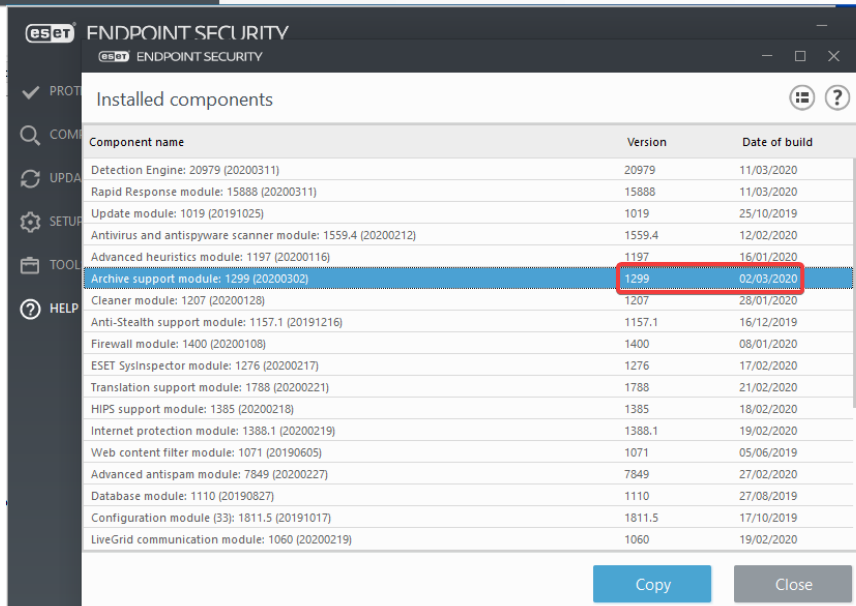 eset ENDPOINT SECURITY
eset ENDPOINT SECURITY
PROT
COMP
UPDA
SETUP
TOOL
HELP
Installed components
Component name Version Date of build
Detection Engine: 20979 (20200311) 20979 11/03/2020
Rapid Response module: 15888 (20200311) 15888 11/03/2020
Update module: 1019 (20191025) 1019 25/10/2019
Antivirus and antispyware scanner module: 1559.4 (20200212) 1559.4 12/02/2020
Advanced heuristics module: 1197 (20200116) 1197 16/01/2020
Archive support module: 1299 (20200302) 1299 02/03/2020
Cleaner module: 1207 (20200128) 1207 28/01/2020
Anti-Stealth support module: 1157.1 (20191216) 1157.1 16/12/2019
Firewall module: 1400 (20200108) 1400 08/01/2020
ESET SysInspector module: 1276 (20200217) 1276 17/02/2020
Translation support module: 1788 (20200221) 1788 21/02/2020
HIPS support module: 1385 (20200218) 1385 18/02/2020
Internet protection module: 1388.1 (20200219) 1388.1 19/02/2020
Web content filter module: 1071 (20190605) 1071 05/06/2019
Advanced antispam module: 7849 (20200227) 7849 27/02/2020
Database module: 1110 (20190827) 1110 27/08/2019
Configuration module (33): 1811.5 (20191017) 1811.5 17/10/2019
LiveGrid communication module: 1060 (20200219) 1060 19/02/2020
Copy Close